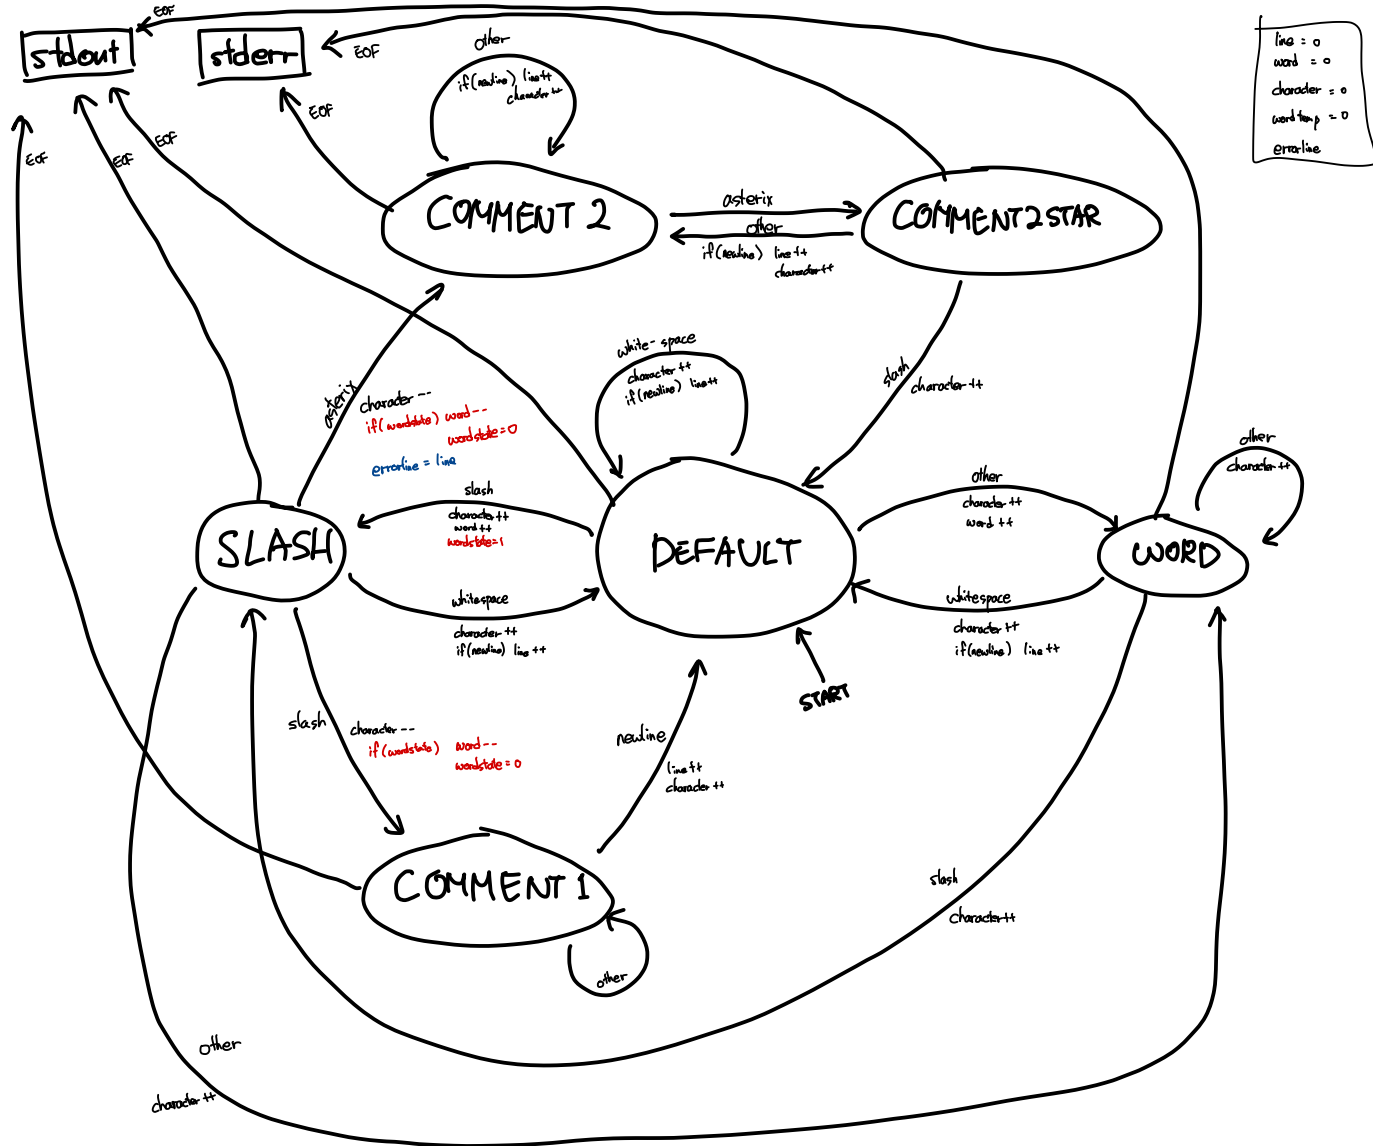 EOF
stdout
stderr
EOF
EOF
EOF
EOF
EOF
line = 0
word = 0
character = 0
wordtemp = 0
errorline
other
if(newline) line++
character++
COMMENT 2
asterix
other
if(newline) line++
character++
COMMENT2STAR
asterix
character--
if(wordstate) word--
wordstate=0
errorline = line
white-space
character++
if(newline) line++
slash
character++
slash
character++
word++
wordstate=1
SLASH
DEFAULT
other
character++
word ++
WORD
other
character++
whitespace
character++
if(newline) line++
whitespace
character++
if(newline) line++
START
slash
character--
if(wordstate) word--
wordstate=0
newline
line++
character++
COMMENT 1
other
slash
character++
other
character++